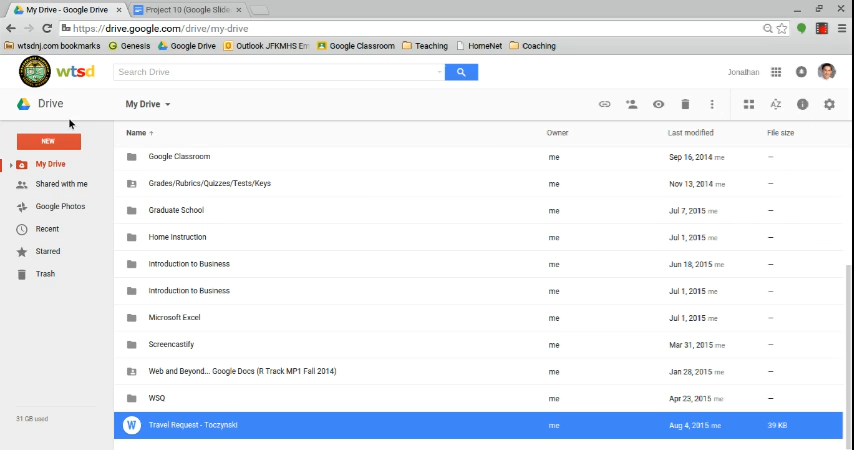 My Drive - Google Drive × Project 10 (Google Slide ×
https://drive.google.com/drive/my-drive
wtsdnj.com bookmarks Genesis Google Drive Outlook JFKMHS Em Google Classroom Teaching HomeNet Coaching
wtsd Search Drive Jonathan
Drive My Drive
NEW
Name Owner Last modified File size
Google Classroom me Sep 16, 2014 me –
My Drive
Grades/Rubrics/Quizzes/Tests/Keys me Nov 13, 2014 me –
Shared with me
Graduate School me Jul 7, 2015 me –
Google Photos
Home Instruction me Jul 1, 2015 me –
Recent
Introduction to Business me Jun 18, 2015 me –
Starred
Introduction to Business me Jul 1, 2015 me –
Trash
Microsoft Excel me Jul 1, 2015 me –
Screencastify me Mar 31, 2015 me –
Web and Beyond... Google Docs (R Track MP1 Fall 2014) me Jan 28, 2015 me –
WSQ me Apr 23, 2015 me –
31 GB used
W Travel Request - Toczynski me Aug 4, 2015 me 39 KB